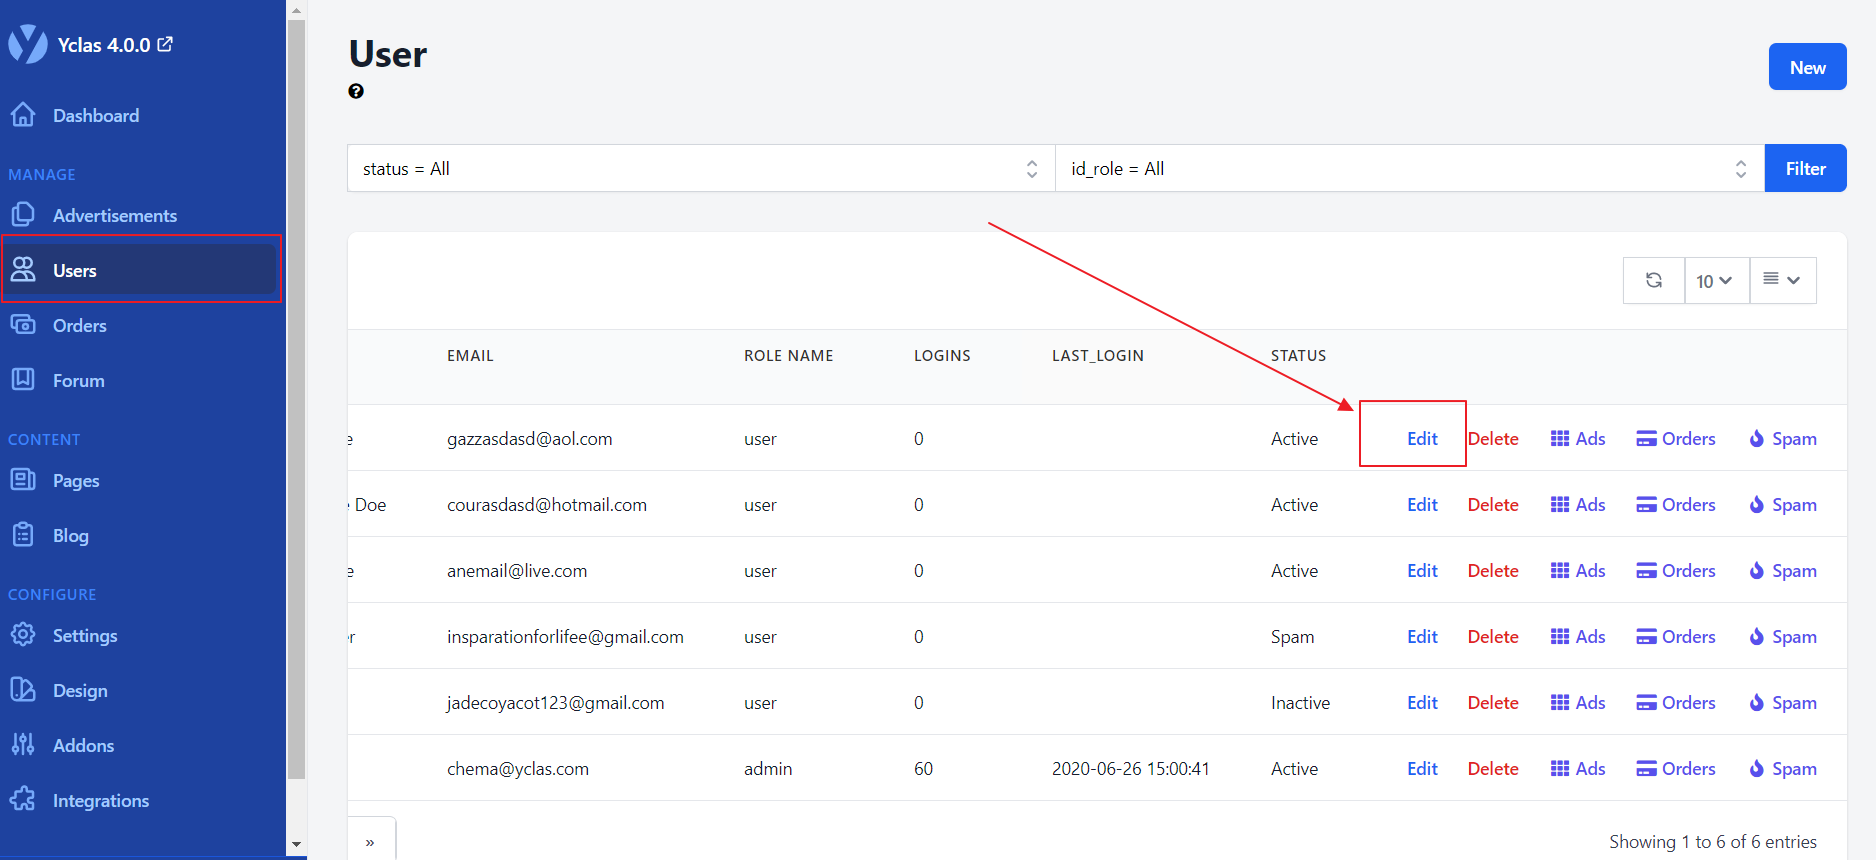 Yclas 4.0.0
Dashboard
MANAGE
Advertisements
Users
Orders
Forum
CONTENT
Pages
Blog
CONFIGURE
Settings
Design
Addons
Integrations
User
New
status = All
id_role = All
Filter
10
EMAIL ROLE NAME LOGINS LAST_LOGIN STATUS
e gazzasdasd@aol.com user 0 Active Edit Delete Ads Orders Spam
Doe courasdasd@hotmail.com user 0 Active Edit Delete Ads Orders Spam
e anemail@live.com user 0 Active Edit Delete Ads Orders Spam
r insparationforlifee@gmail.com user 0 Spam Edit Delete Ads Orders Spam
jadecoyacot123@gmail.com user 0 Inactive Edit Delete Ads Orders Spam
chema@yclas.com admin 60 2020-06-26 15:00:41 Active Edit Delete Ads Orders Spam
»
Showing 1 to 6 of 6 entries